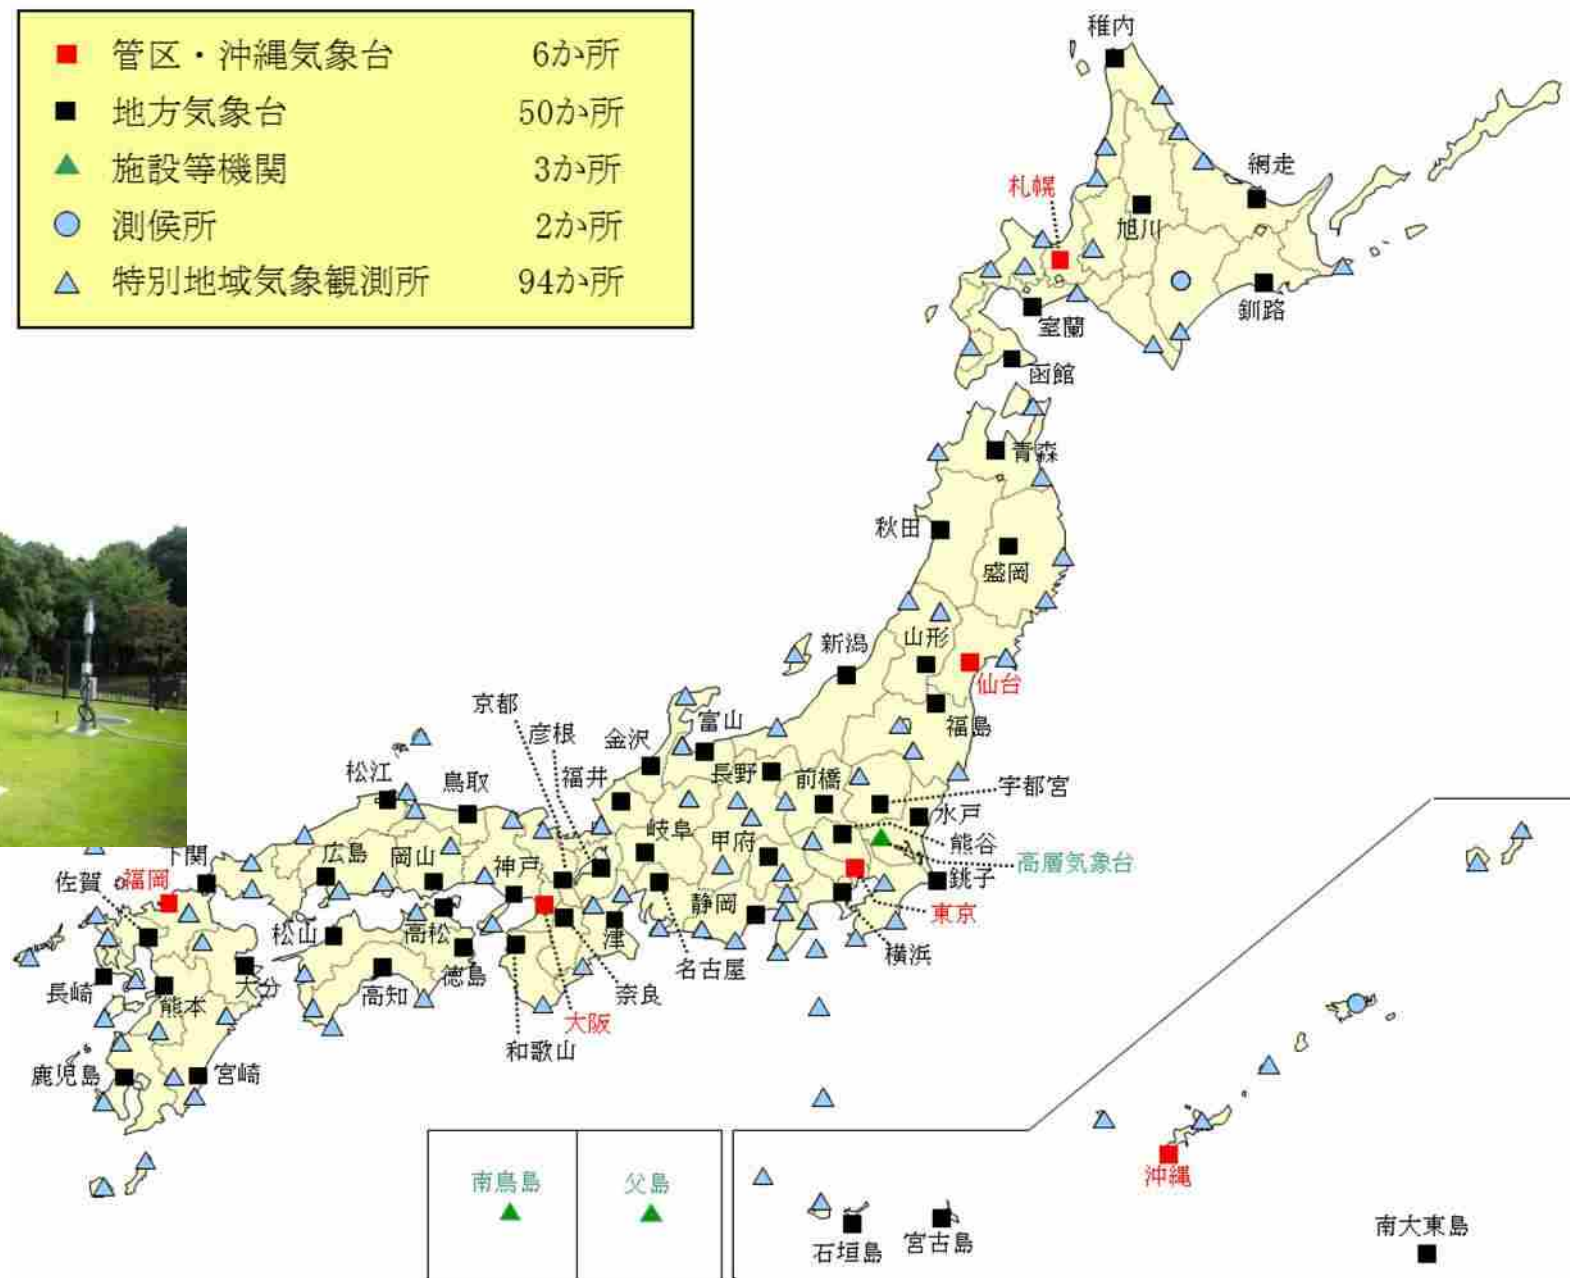 管区・沖縄気象台 6か所
地方気象台 50か所
施設等機関 3か所
測候所 2か所
特別地域気象観測所 94か所
稚内
網走
札幌
旭川
釧路
室蘭
函館
青森
秋田
盛岡
山形
新潟
仙台
京都
福島
彦根
富山
金沢
松江
鳥取
福井
長野
前橋
宇都宮
水戸
岐阜
甲府
熊谷
下関
広島
岡山
神戸
高層気象台
佐賀
福岡
銚子
静岡
東京
松山
高松
津
横浜
名古屋
徳島
長崎
大分
高知
奈良
熊本
大阪
和歌山
鹿児島
宮崎
南鳥島
父島
沖縄
石垣島
宮古島
南大東島